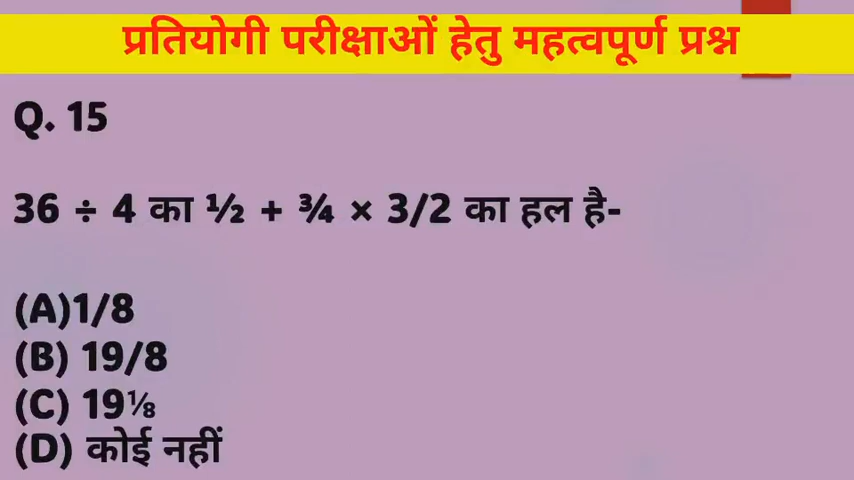 प्रतियोगी परीक्षाओं हेतु महत्वपूर्ण प्रश्न
Q. 15
36 ÷ 4 का ½ + ¾ × 3/2 का हल है-
(A)1/8
(B) 19/8
(C) 19⅛
(D) कोई नहीं